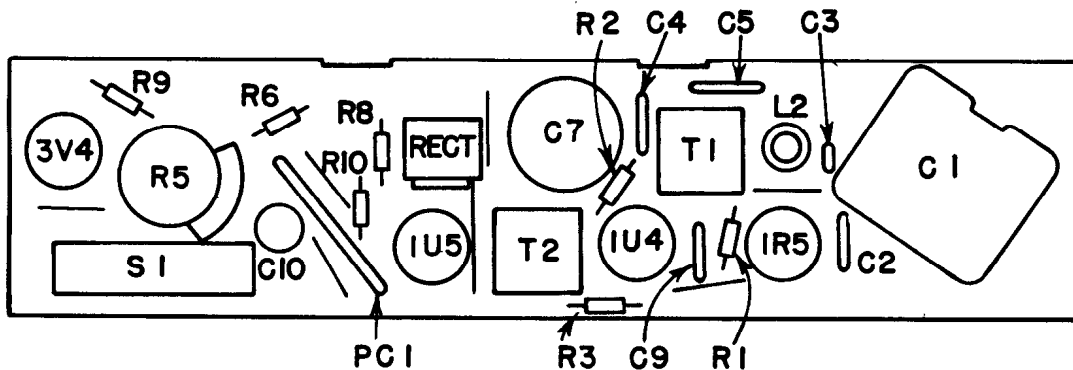 R2 C4 C5 C3
R9 R6 R8 L2
3V4 R5 R10 RECT C7 T1 C1
S1 C10 1U5 T2 1U4 1R5 C2
PC1 R3 C9 R1